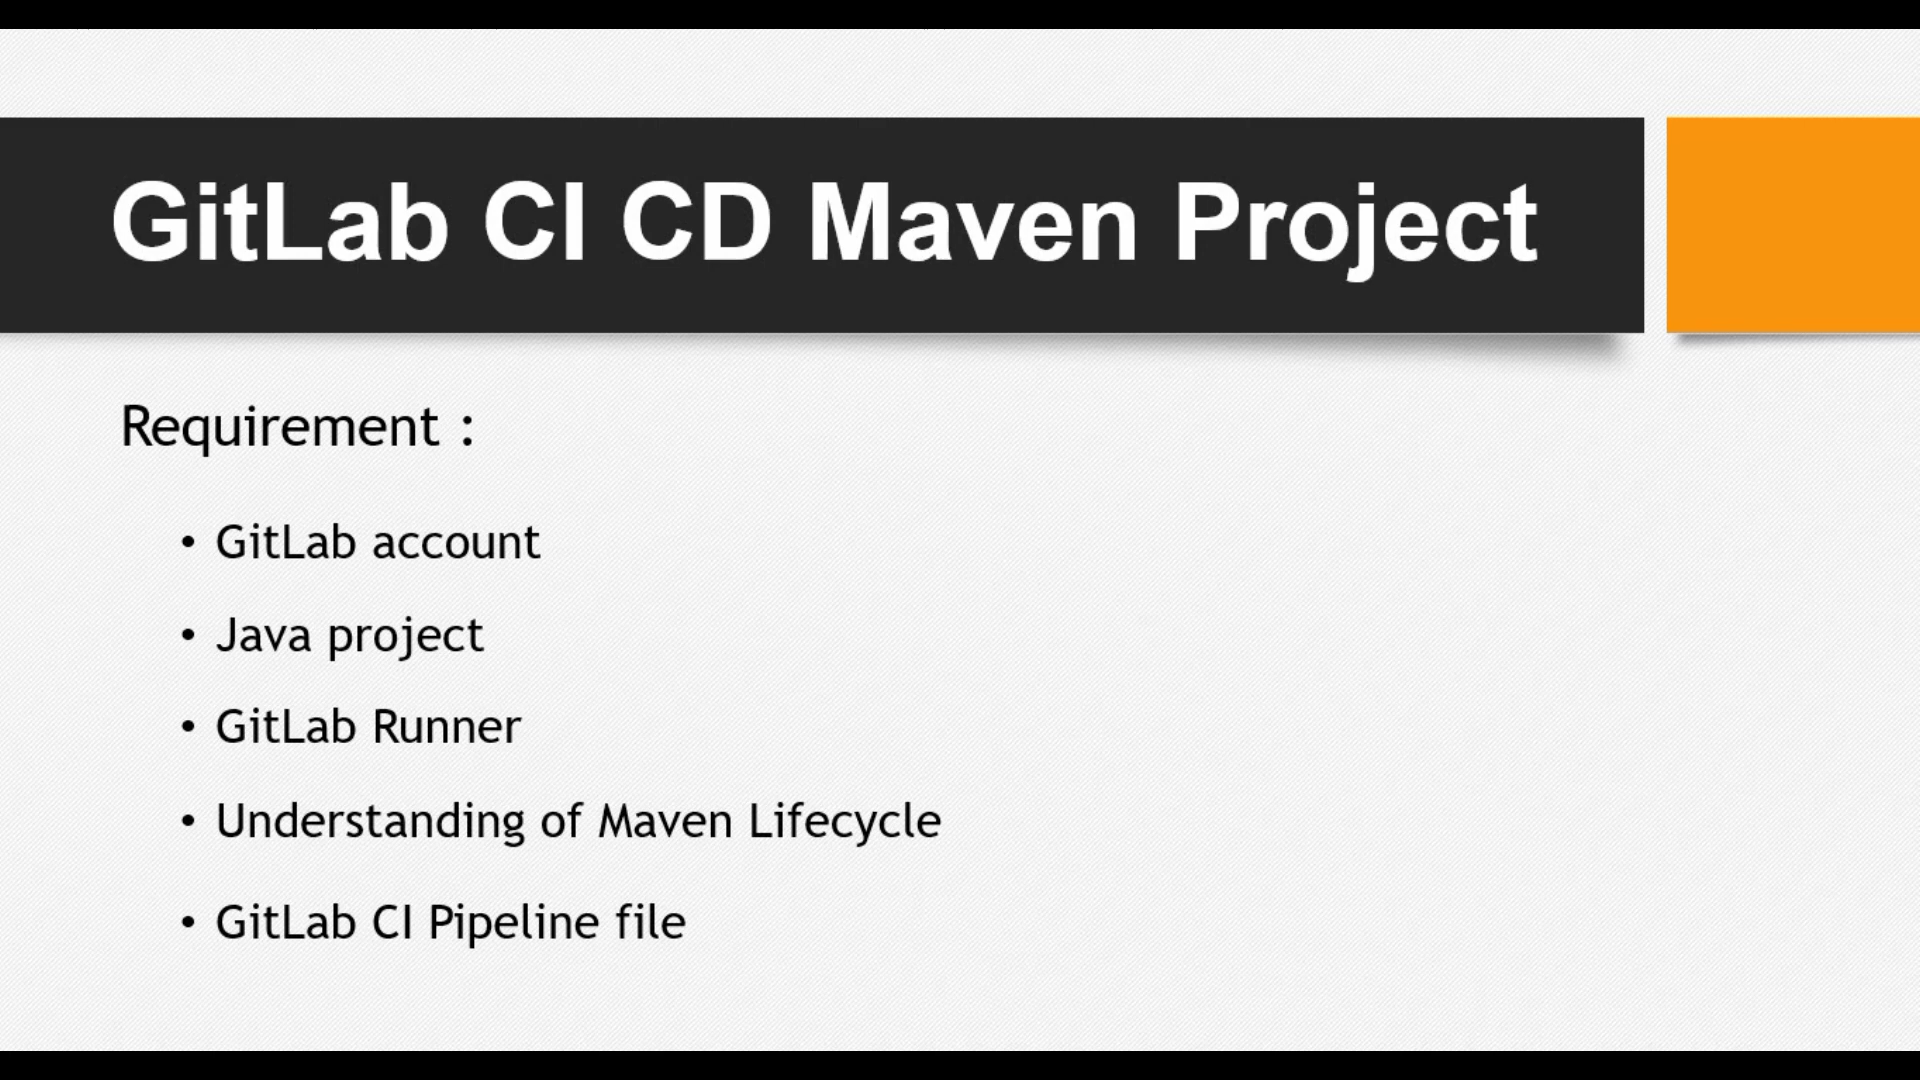 GitLab CI CD Maven Project
Requirement :
• GitLab account
• Java project
• GitLab Runner
• Understanding of Maven Lifecycle
• GitLab CI Pipeline file